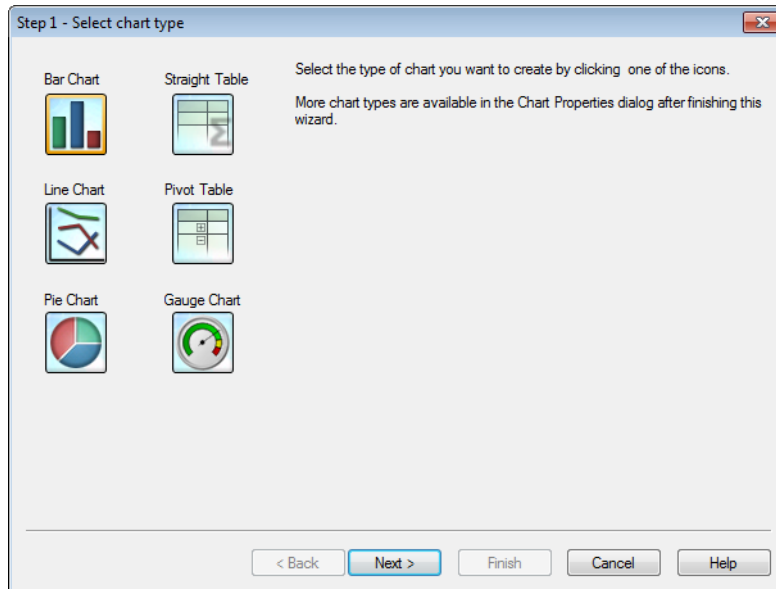 Step 1 - Select chart type
Bar Chart
Straight Table
Select the type of chart you want to create by clicking  one of the icons.
More chart types are available in the Chart Properties dialog after finishing this
wizard.
Line Chart
Pivot Table
Pie Chart
Gauge Chart
< Back
Next >
Finish
Cancel
Help